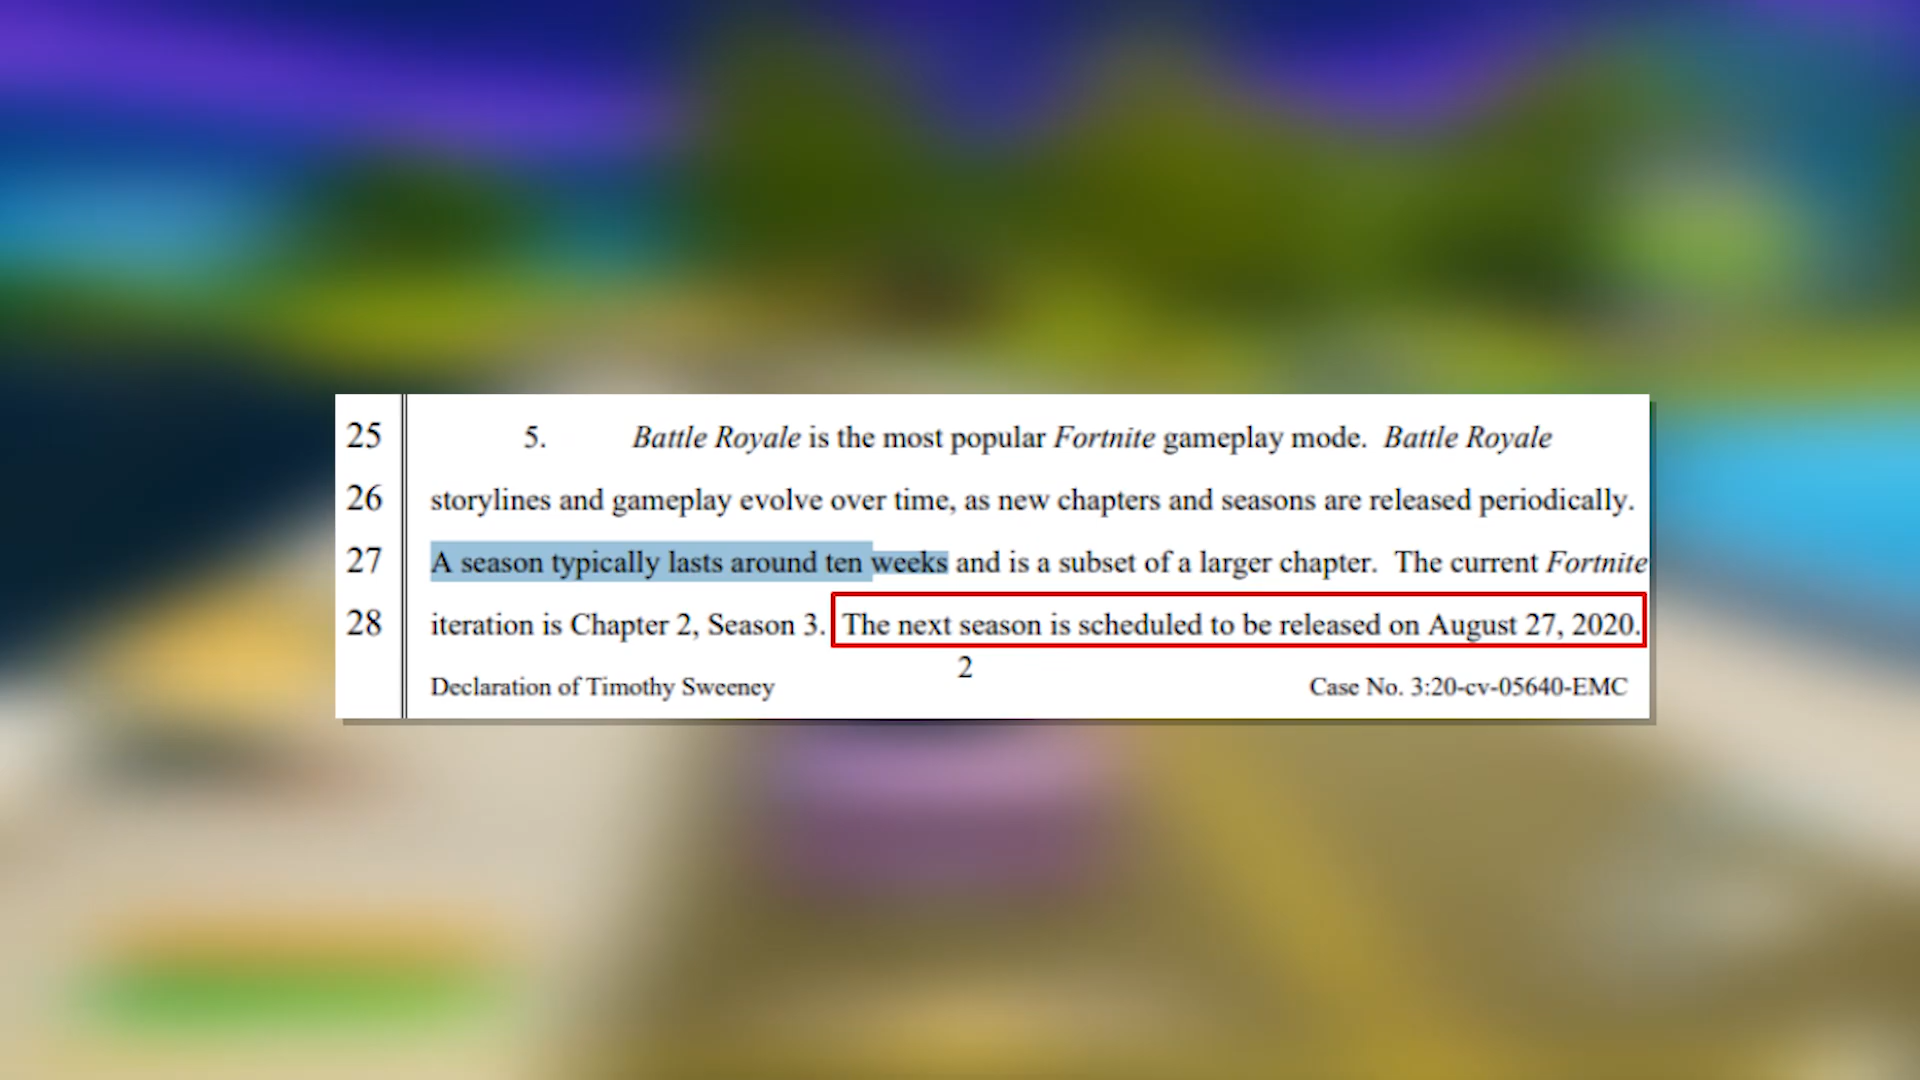 25 5. Battle Royale is the most popular Fortnite gameplay mode. Battle Royale
26 storylines and gameplay evolve over time, as new chapters and seasons are released periodically.
27 A season typically lasts around ten weeks and is a subset of a larger chapter. The current Fortnite
28 iteration is Chapter 2, Season 3. The next season is scheduled to be released on August 27, 2020.
2
Declaration of Timothy Sweeney Case No. 3:20-cv-05640-EMC